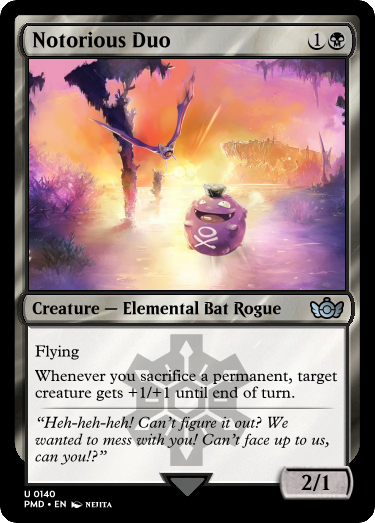 Notorious Duo 1
Creature — Elemental Bat Rogue
Flying
Whenever you sacrifice a permanent, target
creature gets +1/+1 until end of turn.
“Heh-heh-heh! Can’t figure it out? We
wanted to mess with you! Can’t face up to us,
can you!?”
2/1
U 0140
PMD • EN NEJITA